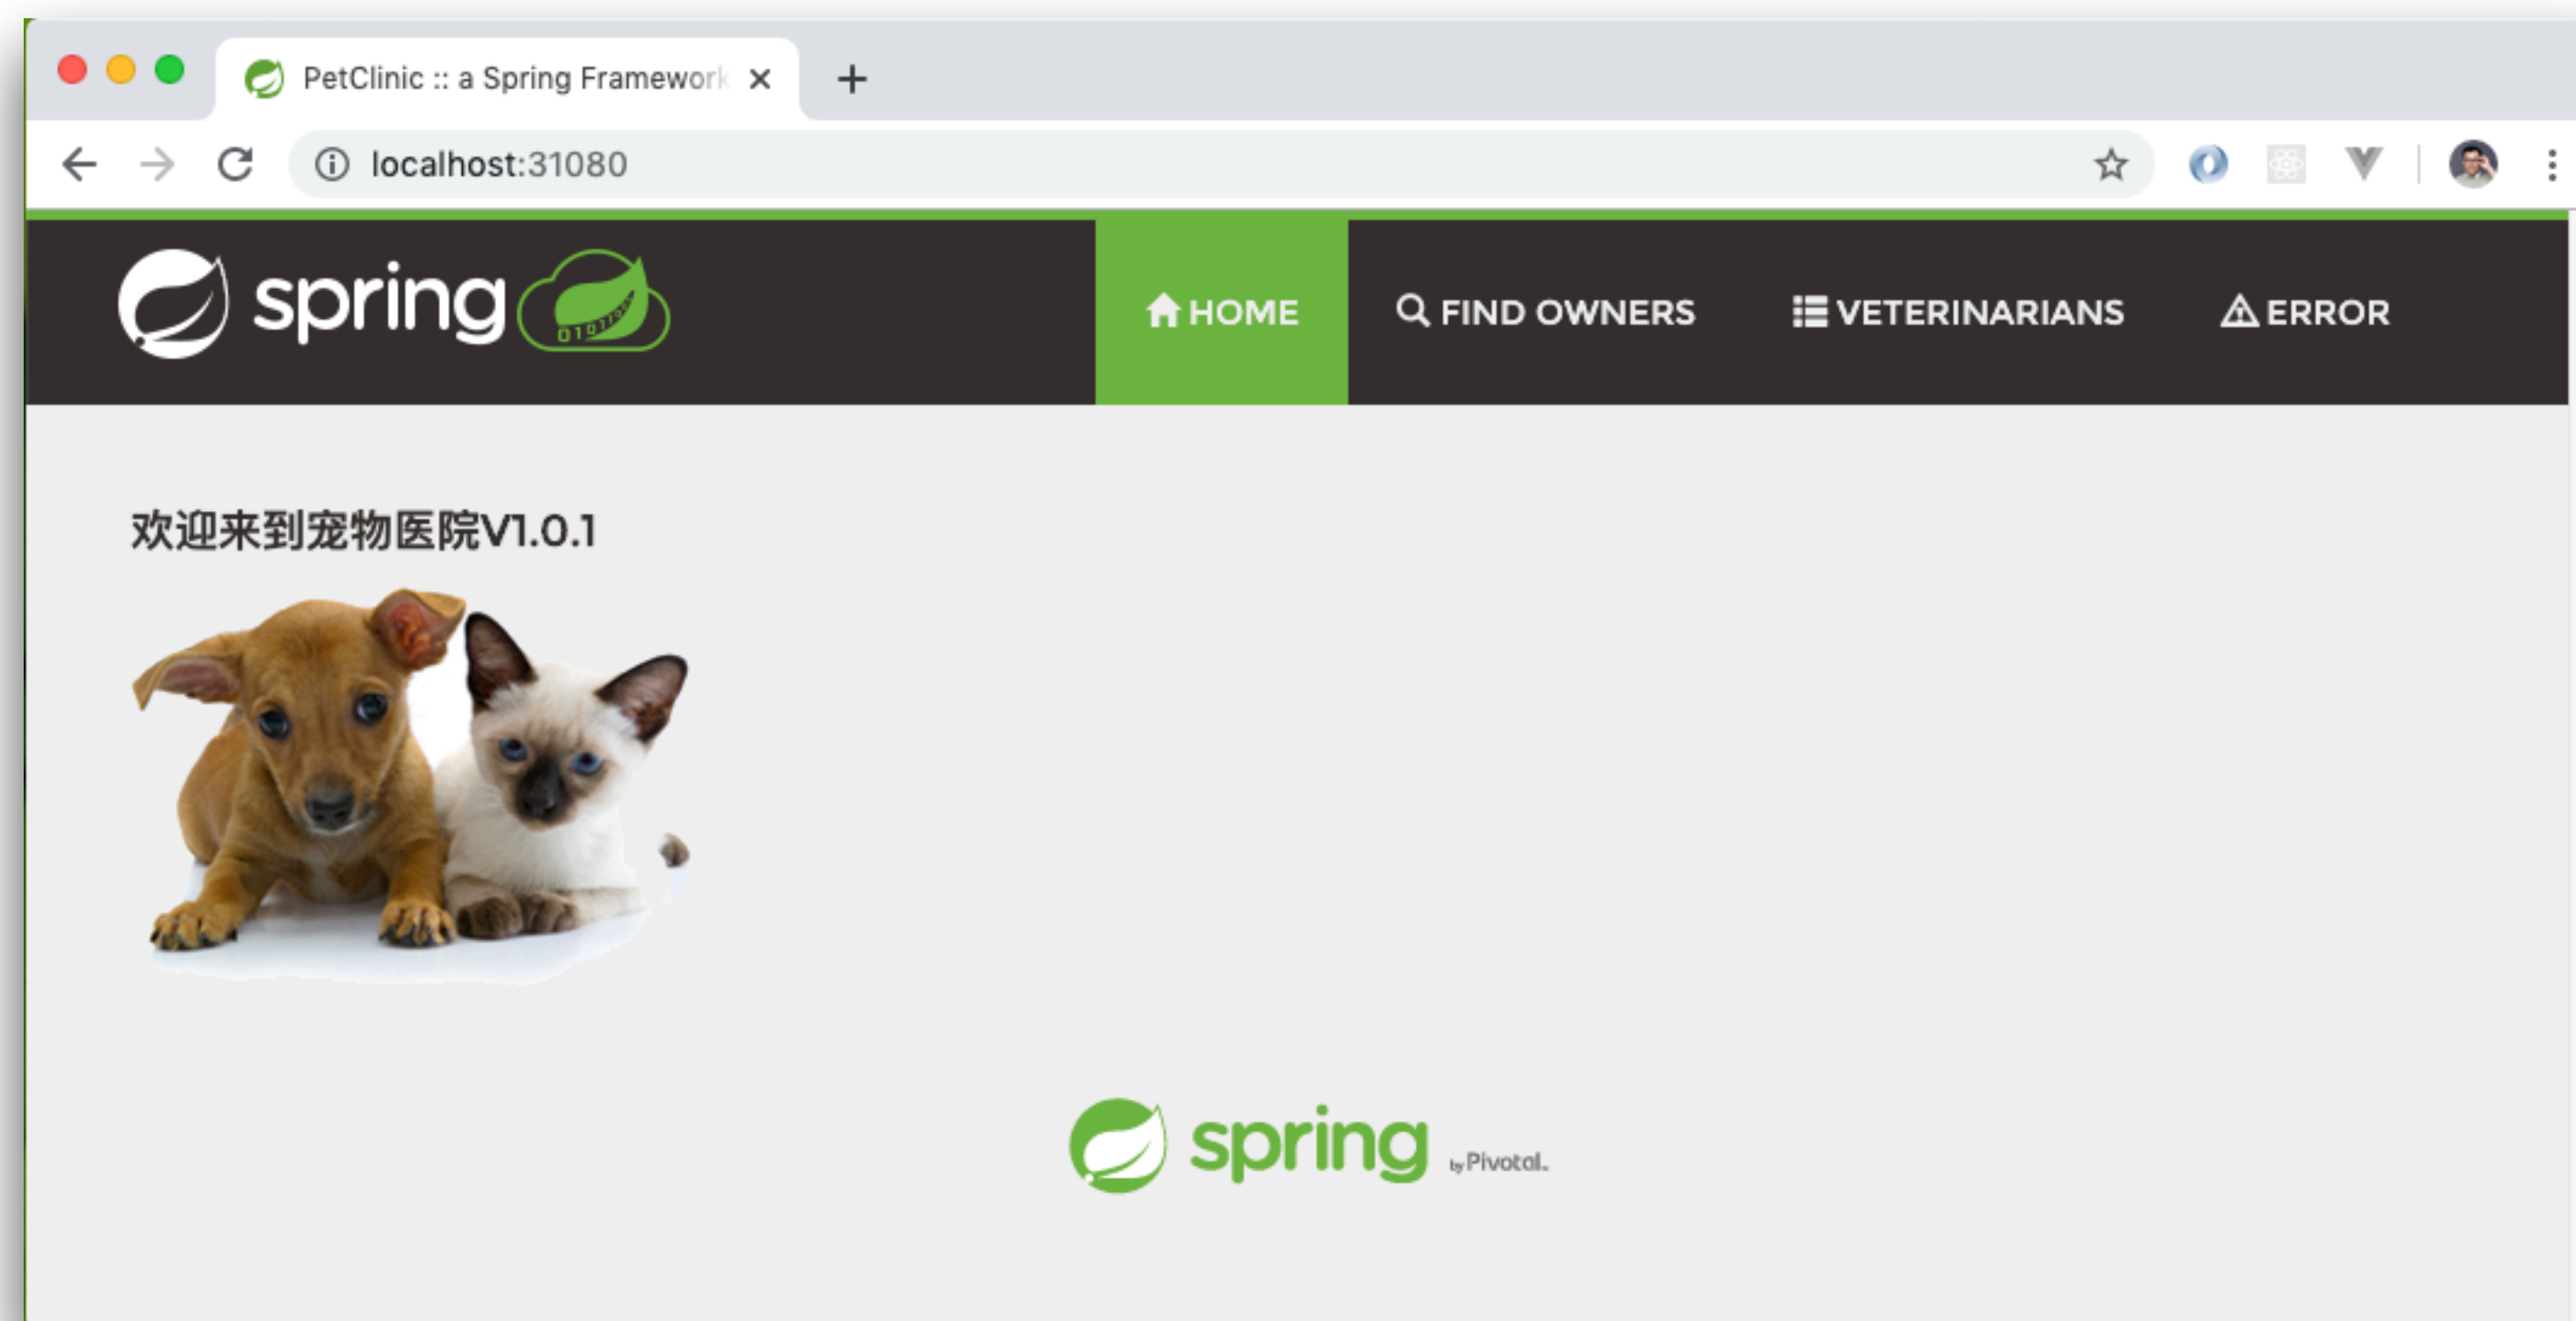 PetClinic :: a Spring Framework
localhost:31080
spring
HOME
FIND OWNERS
VETERINARIANS
ERROR
欢迎来到宠物医院V1.0.1
spring by Pivotal